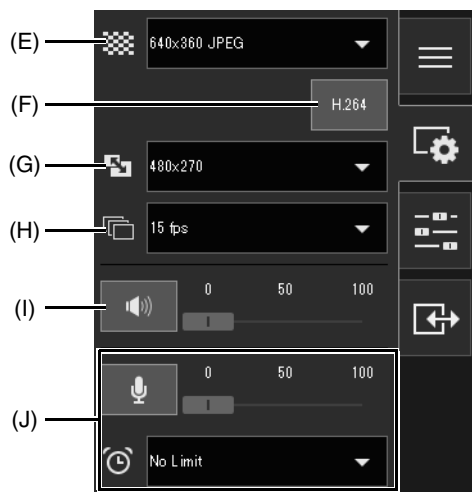 (E) 640x360 JPEG
(F) H.264
(G) 480x270
(H) 15 fps
(I) 0 50 100
(J) 0 50 100
No Limit